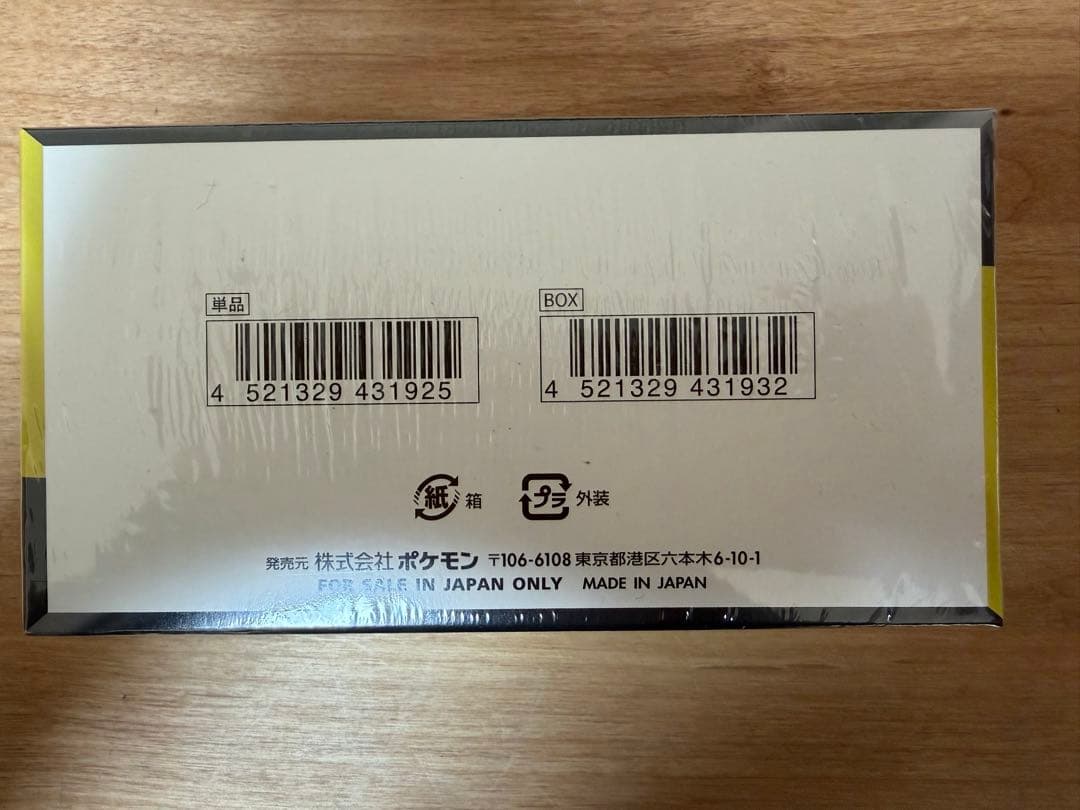 単品
BOX
4 521329 431925
4 521329 431932
紙 箱
プラ 外装
発売元 株式会社 ポケモン 〒106-6108 東京都港区六本木6-10-1
FOR SALE IN JAPAN ONLY MADE IN JAPAN